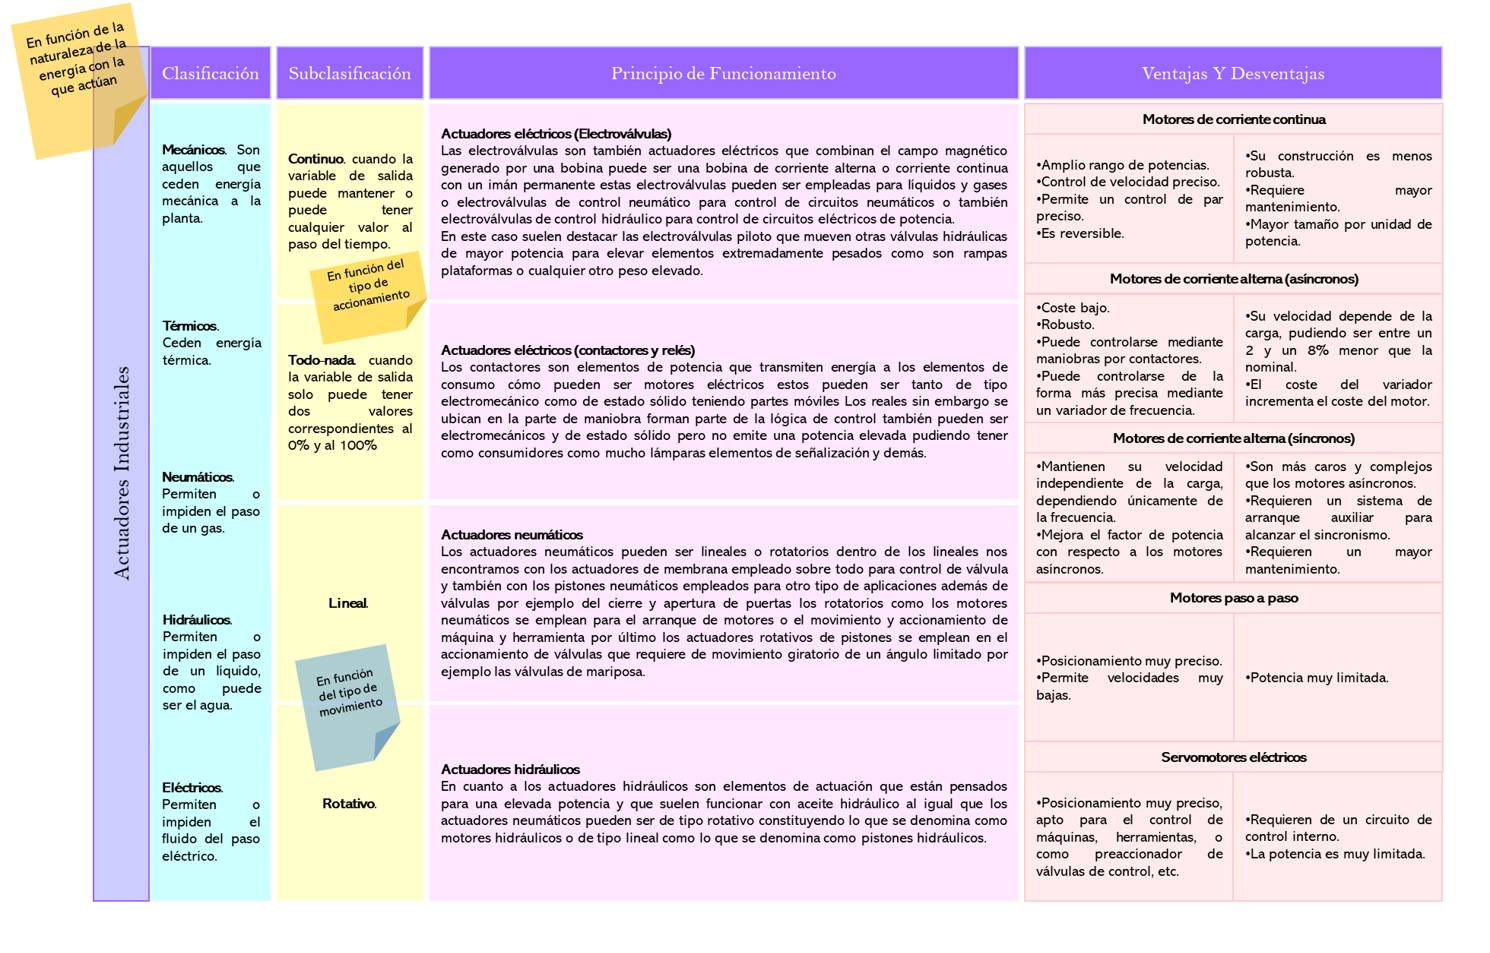 En función de la
naturaleza de la
energía con la
que actúan
Actuadores Industriales
Clasificación
Subclasificación
Principio de Funcionamiento
Ventajas Y Desventajas
Mecánicos. Son
aquellos que
ceden energía
mecánica a la
planta.
Térmicos.
Ceden energía
térmica.
Neumáticos.
Permiten o
impiden el paso
de un gas.
Hidráulicos.
Permiten o
impiden el paso
de un líquido,
como puede
ser el agua.
Eléctricos.
Permiten o
impiden el
fluido del paso
eléctrico.
Continuo. cuando la
variable de salida
puede mantener o
puede tener
cualquier valor al
paso del tiempo.
En función del
tipo de
accionamiento
Todo-nada. cuando
la variable de salida
solo puede tener
dos valores
correspondientes al
0% y al 100%
Lineal.
En función
del tipo de
movimiento
Rotativo.
Actuadores eléctricos (Electroválvulas)
Las electroválvulas son también actuadores eléctricos que combinan el campo magnético
generado por una bobina puede ser una bobina de corriente alterna o corriente continua
con un imán permanente estas electroválvulas pueden ser empleadas para líquidos y gases
o electroválvulas de control neumático para control de circuitos neumáticos o también
electroválvulas de control hidráulico para control de circuitos eléctricos de potencia.
En este caso suelen destacar las electroválvulas piloto que mueven otras válvulas hidráulicas
de mayor potencia para elevar elementos extremadamente pesados como son rampas
plataformas o cualquier otro peso elevado.
Actuadores eléctricos (contactores y relés)
Los contactores son elementos de potencia que transmiten energía a los elementos de
consumo cómo pueden ser motores eléctricos estos pueden ser tanto de tipo
electromecánico como de estado sólido teniendo partes móviles Los reales sin embargo se
ubican en la parte de maniobra forman parte de la lógica de control también pueden ser
electromecánicos y de estado sólido pero no emite una potencia elevada pudiendo tener
como consumidores como mucho lámparas elementos de señalización y demás.
Actuadores neumáticos
Los actuadores neumáticos pueden ser lineales o rotatorios dentro de los lineales nos
encontramos con los actuadores de membrana empleado sobre todo para control de válvula
y también con los pistones neumáticos empleados para otro tipo de aplicaciones además de
válvulas por ejemplo del cierre y apertura de puertas los rotatorios como los motores
neumáticos se emplean para el arranque de motores o el movimiento y accionamiento de
máquina y herramienta por último los actuadores rotativos de pistones se emplean en el
accionamiento de válvulas que requiere de movimiento giratorio de un ángulo limitado por
ejemplo las válvulas de mariposa.
Actuadores hidráulicos
En cuanto a los actuadores hidráulicos son elementos de actuación que están pensados
para una elevada potencia y que suelen funcionar con aceite hidráulico al igual que los
actuadores neumáticos pueden ser de tipo rotativo constituyendo lo que se denomina como
motores hidráulicos o de tipo lineal como lo que se denomina como pistones hidráulicos.
Motores de corriente continua
•Amplio rango de potencias.
•Control de velocidad preciso.
•Permite un control de par
preciso.
•Es reversible.
•Su construcción es menos
robusta.
•Requiere mayor
mantenimiento.
•Mayor tamaño por unidad de
potencia.
Motores de corriente alterna (asíncronos)
•Coste bajo.
•Robusto.
•Puede controlarse mediante
maniobras por contactores.
•Puede controlarse de la
forma más precisa mediante
un variador de frecuencia.
•Su velocidad depende de la
carga, pudiendo ser entre un
2 y un 8% menor que la
nominal.
•El coste del variador
incrementa el coste del motor.
Motores de corriente alterna (síncronos)
•Mantienen su velocidad
independiente de la carga,
dependiendo únicamente de
la frecuencia.
•Mejora el factor de potencia
con respecto a los motores
asíncronos.
•Son más caros y complejos
que los motores asíncronos.
•Requieren un sistema de
arranque auxiliar para
alcanzar el sincronismo.
•Requieren un mayor
mantenimiento.
Motores paso a paso
•Posicionamiento muy preciso.
•Permite velocidades muy
bajas.
•Potencia muy limitada.
Servomotores eléctricos
•Posicionamiento muy preciso,
apto para el control de
máquinas, herramientas, o
como preaccionador de
válvulas de control, etc.
•Requieren de un circuito de
control interno.
•La potencia es muy limitada.